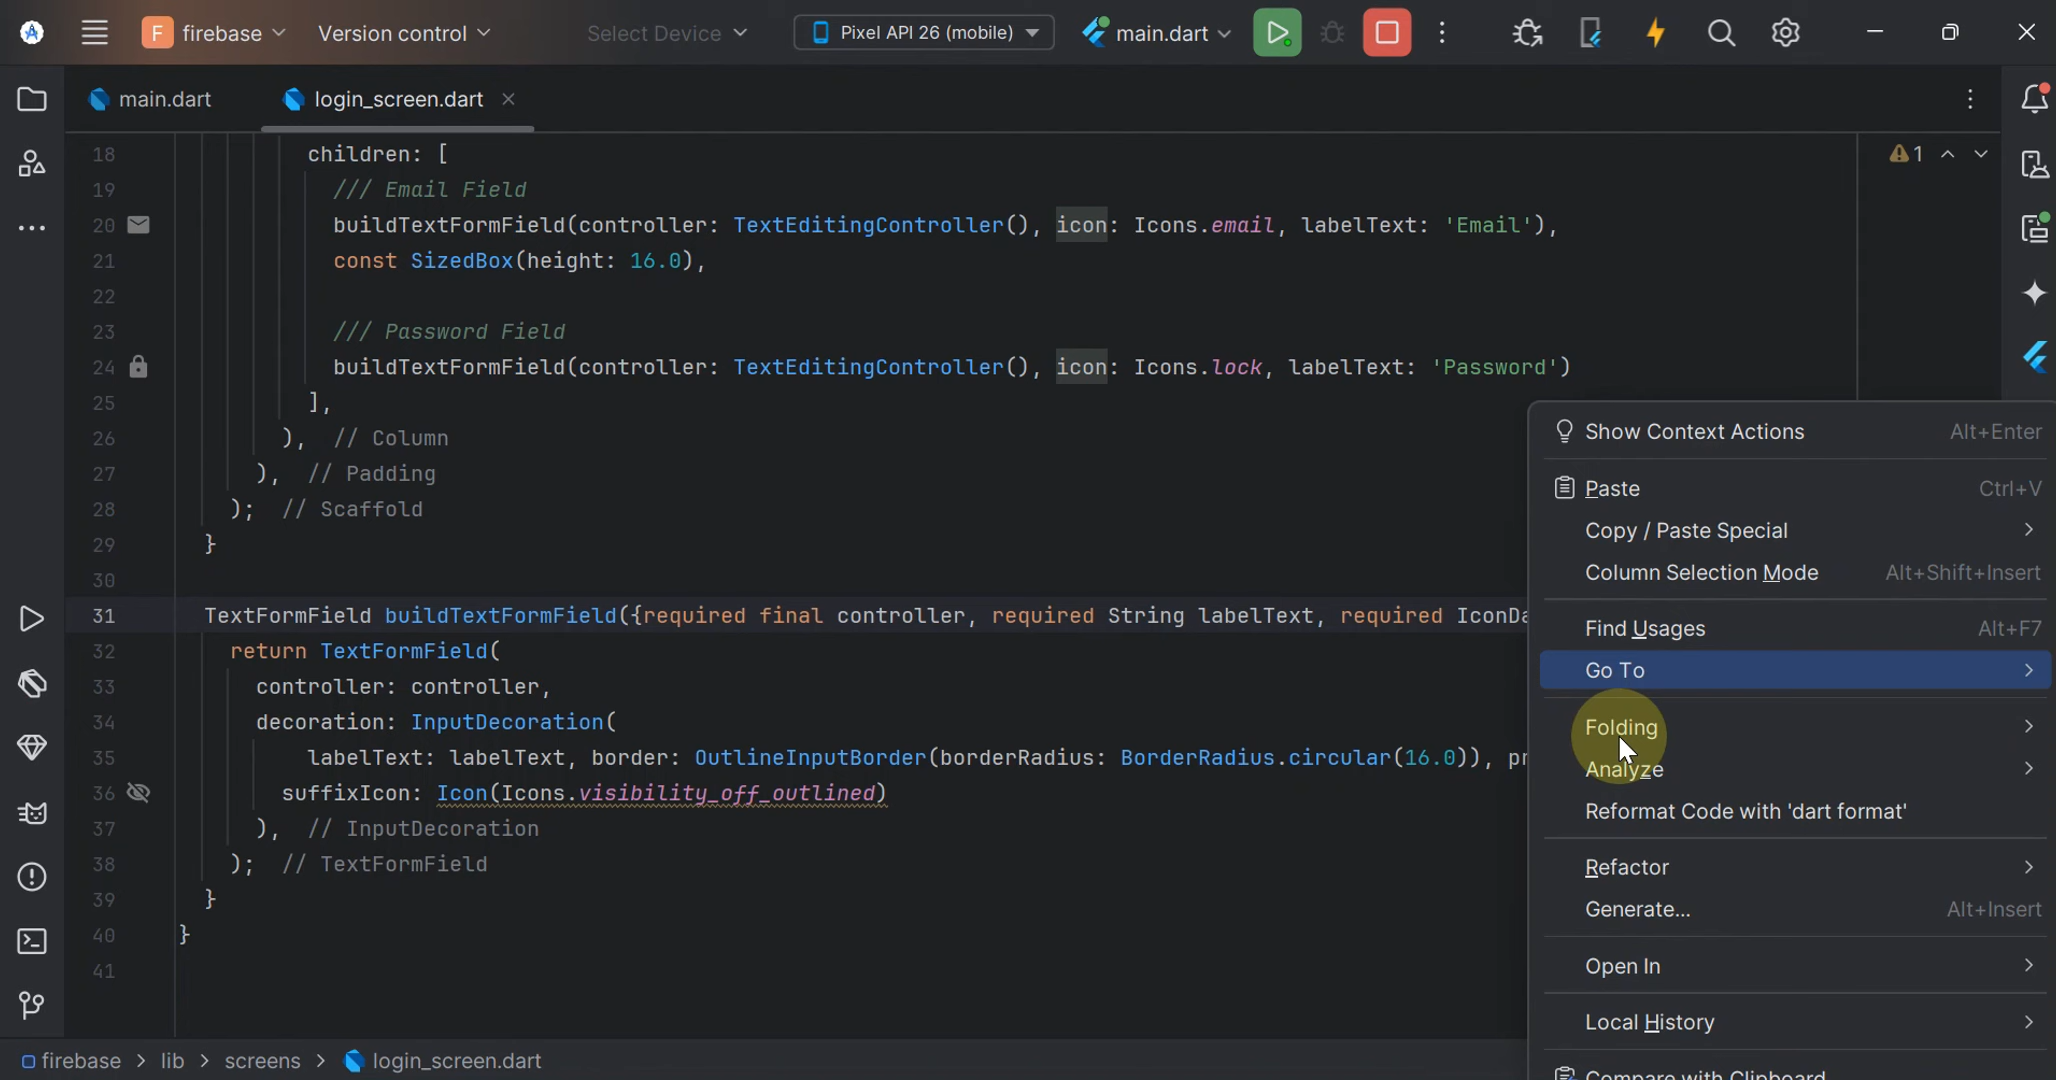 F firebase Version control Select Device Pixel API 26 (mobile) main.dart
main.dart login_screen.dart
18 children: [
1
19 /// Email Field
20 buildTextFormField(controller: TextEditingController(), icon: Icons.email, labelText: 'Email'),
21 const SizedBox(height: 16.0),
22
23 /// Password Field
24 buildTextFormField(controller: TextEditingController(), icon: Icons.lock, labelText: 'Password')
25 ],
26 ), // Column
27 ), // Padding
28 ); // Scaffold
29 }
30
31 TextFormField buildTextFormField({required final controller, required String labelText, required IconDa
32 return TextFormField(
33 controller: controller,
34 decoration: InputDecoration(
35 labelText: labelText, border: OutlineInputBorder(borderRadius: BorderRadius.circular(16.0)), pr
36 suffixIcon: Icon(Icons.visibility_off_outlined)
37 ), // InputDecoration
38 ); // TextFormField
39 }
40 }
41
Show Context Actions Alt+Enter
Paste Ctrl+V
Copy / Paste Special
Column Selection Mode Alt+Shift+Insert
Find Usages Alt+F7
Go To
Folding
Analyze
Reformat Code with 'dart format'
Refactor
Generate... Alt+Insert
Open In
Local History
Compare with Clipboard
firebase > lib > screens > login_screen.dart